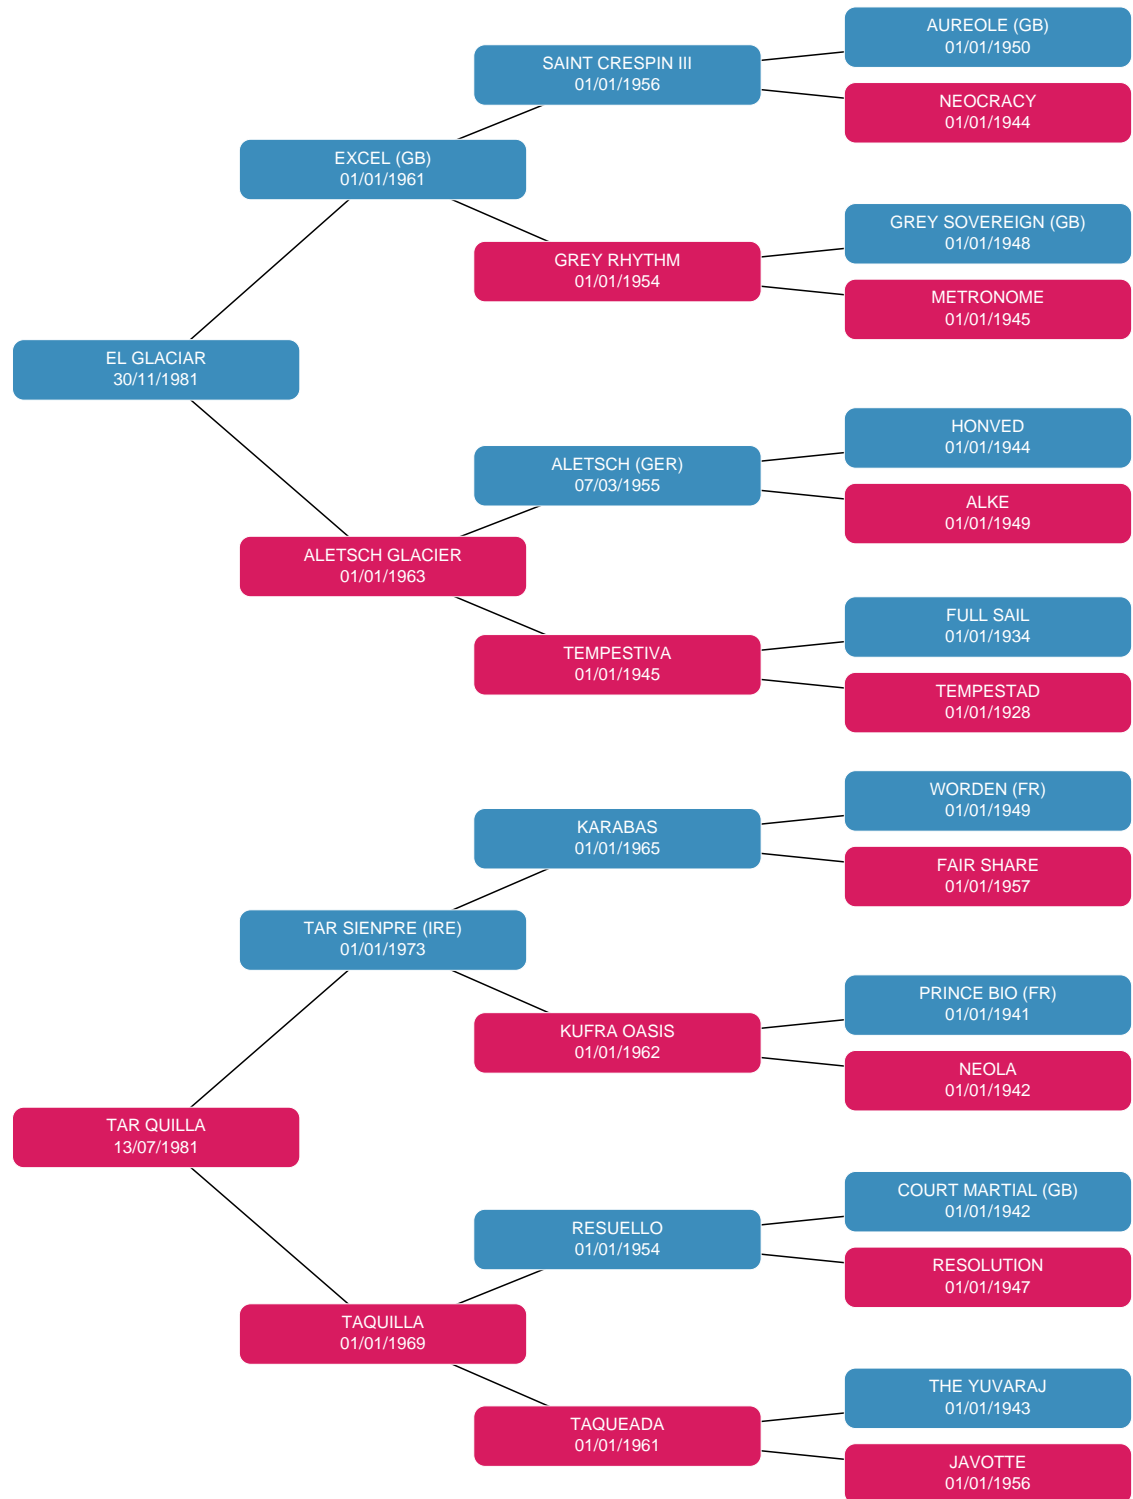 AUREOLE (GB)
01/01/1950
SAINT CRESPIN III
01/01/1956
NEOCRACY
01/01/1944
EXCEL (GB)
01/01/1961
GREY SOVEREIGN (GB)
01/01/1948
GREY RHYTHM
01/01/1954
METRONOME
01/01/1945
EL GLACIAR
30/11/1981
HONVED
01/01/1944
ALETSCH (GER)
07/03/1955
ALKE
01/01/1949
ALETSCH GLACIER
01/01/1963
FULL SAIL
01/01/1934
TEMPESTIVA
01/01/1945
TEMPESTAD
01/01/1928
WORDEN (FR)
01/01/1949
KARABAS
01/01/1965
FAIR SHARE
01/01/1957
TAR SIENPRE (IRE)
01/01/1973
PRINCE BIO (FR)
01/01/1941
KUFRA OASIS
01/01/1962
NEOLA
01/01/1942
TAR QUILLA
13/07/1981
COURT MARTIAL (GB)
01/01/1942
RESUELLO
01/01/1954
RESOLUTION
01/01/1947
TAQUILLA
01/01/1969
THE YUVARAJ
01/01/1943
TAQUEADA
01/01/1961
JAVOTTE
01/01/1956